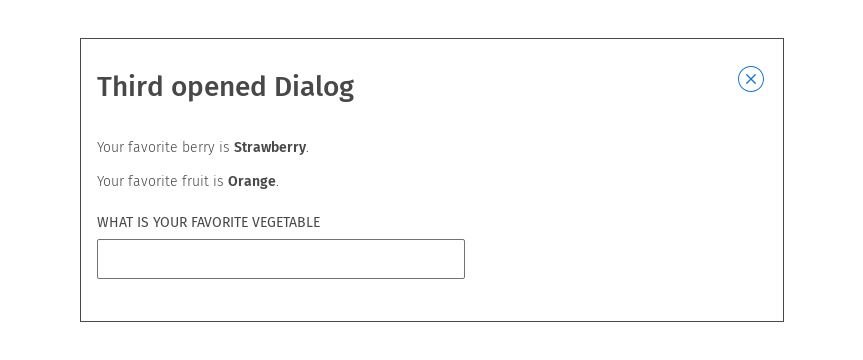 Third opened Dialog
Your favorite berry is Strawberry.
Your favorite fruit is Orange.
WHAT IS YOUR FAVORITE VEGETABLE